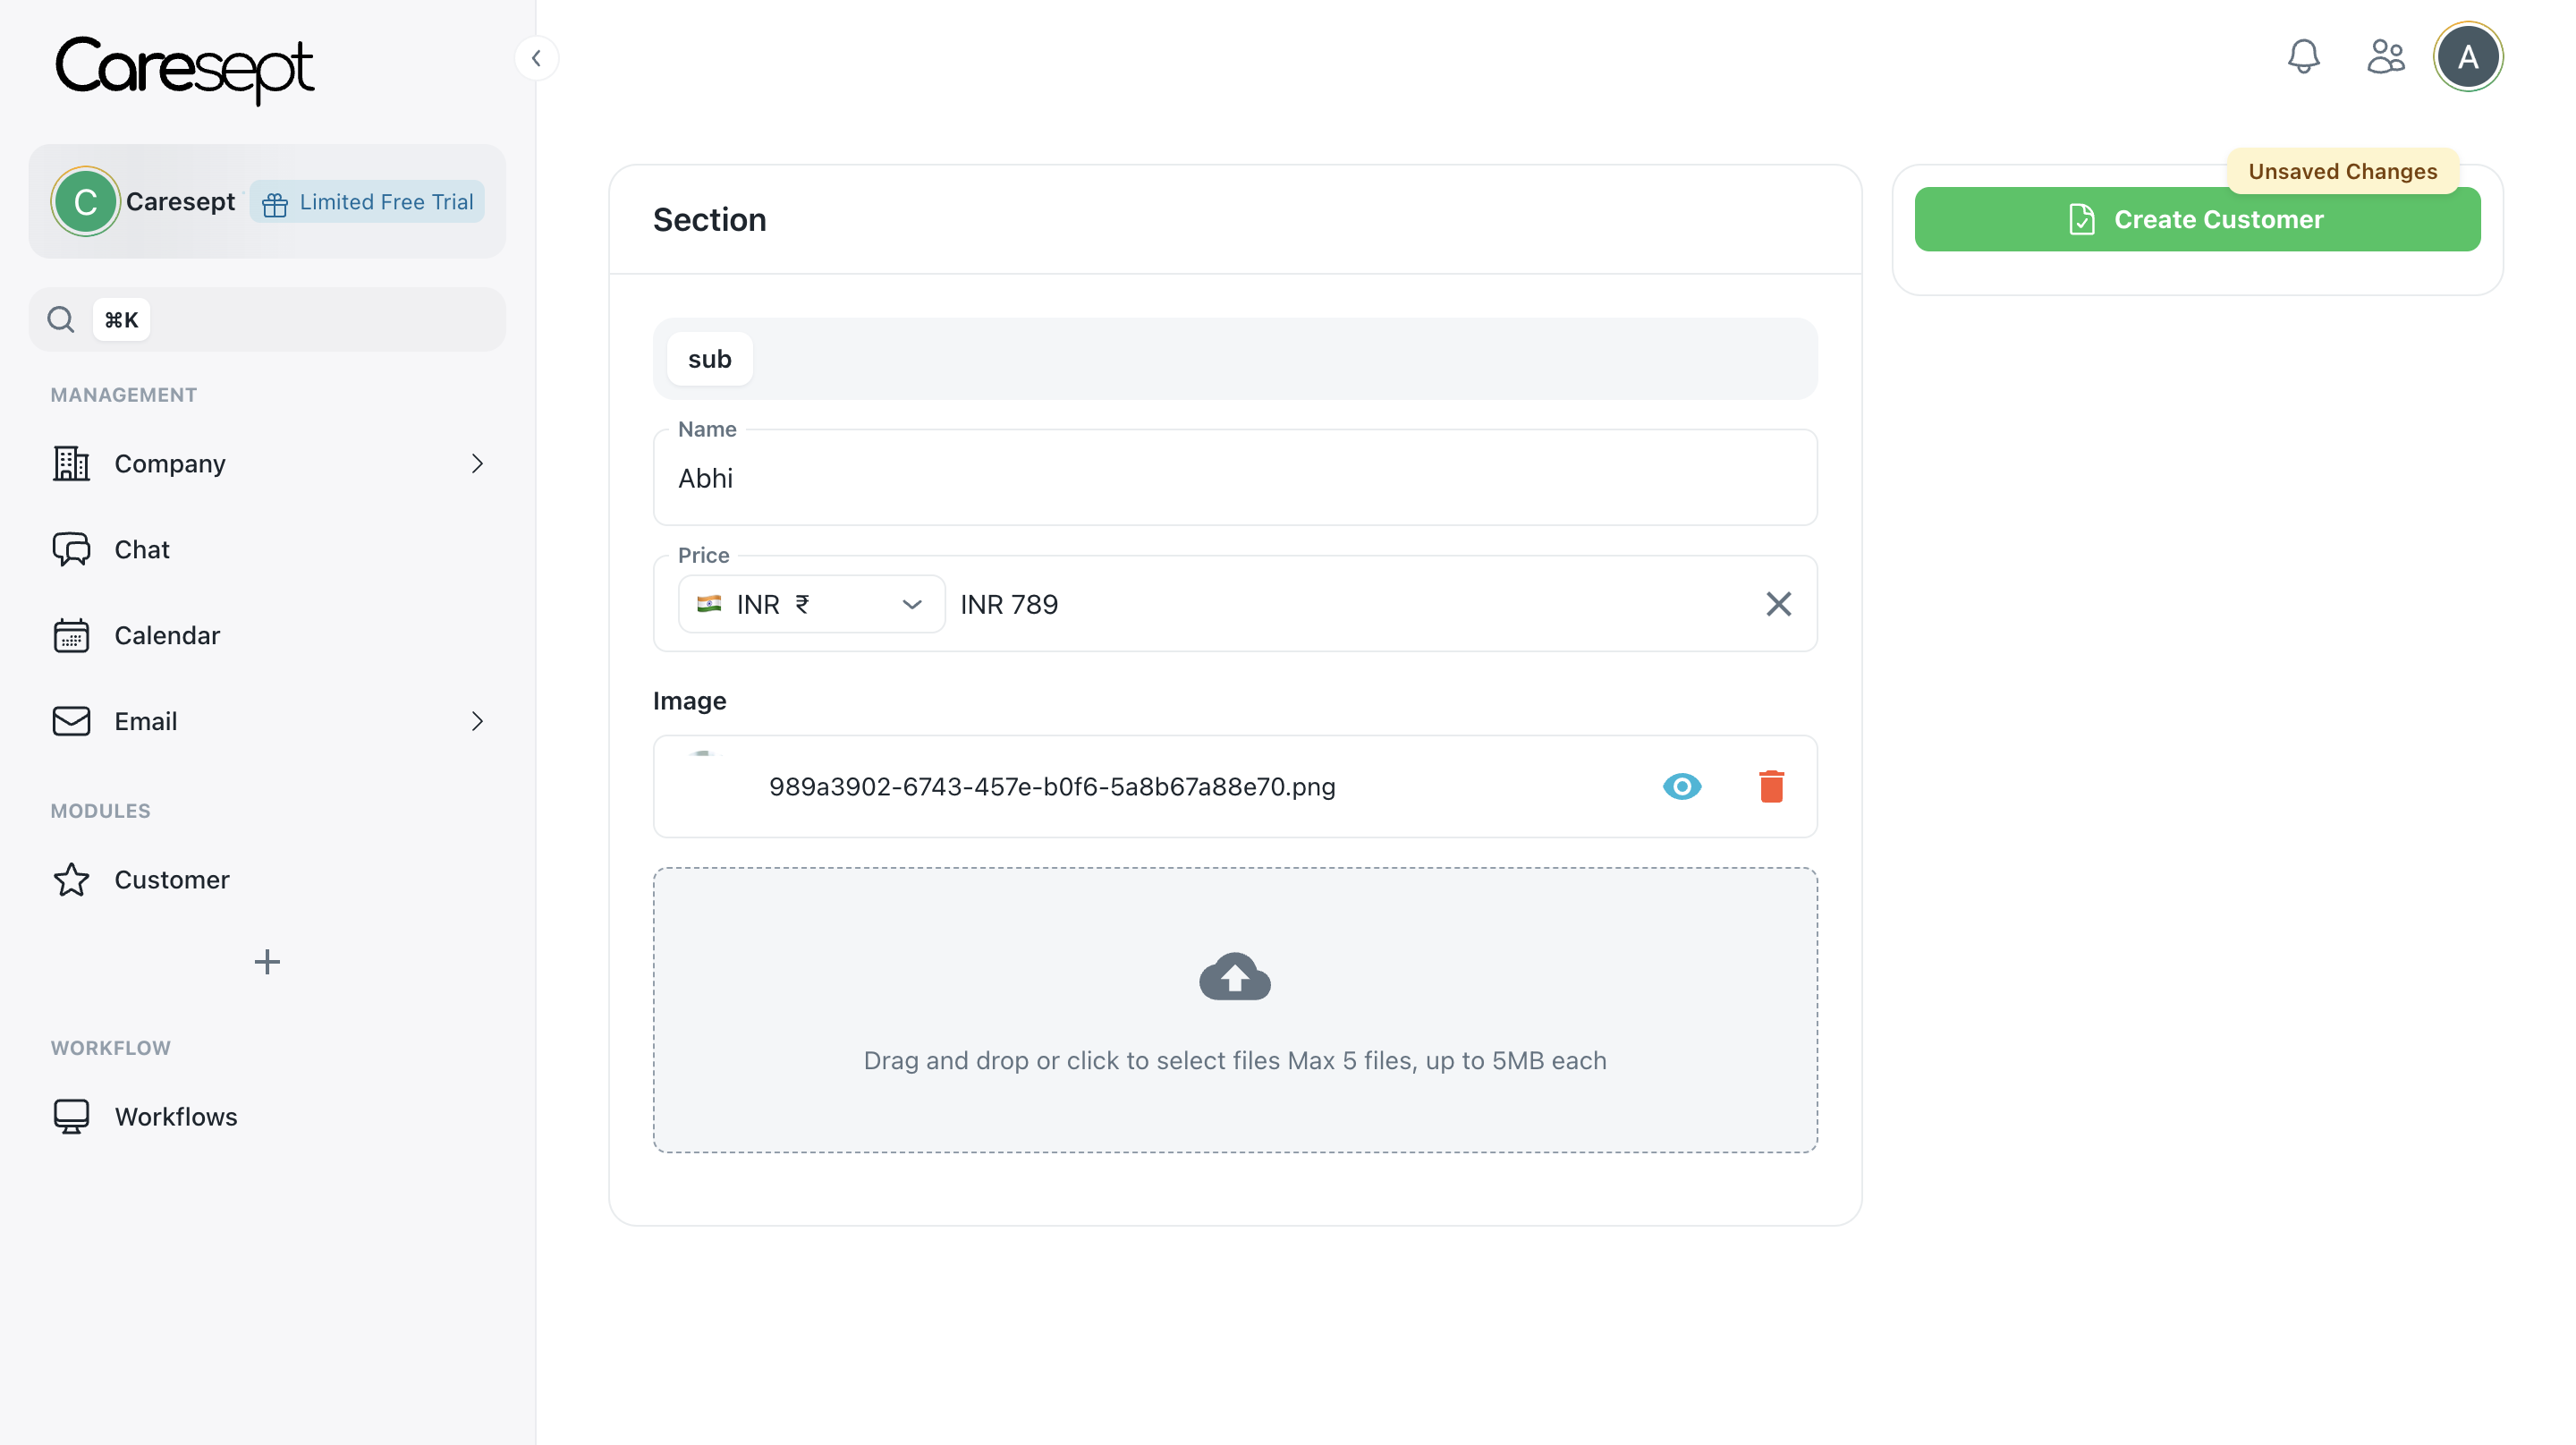 Caresept
C
Caresept
Limited Free Trial
⌘K
MANAGEMENT
Company
Chat
Calendar
Email
MODULES
Customer
WORKFLOW
Workflows
A
Section
sub
Name
Abhi
Price
INR ₹
INR 789
Image
989a3902-6743-457e-b0f6-5a8b67a88e70.png
Drag and drop or click to select files Max 5 files, up to 5MB each
Unsaved Changes
Create Customer